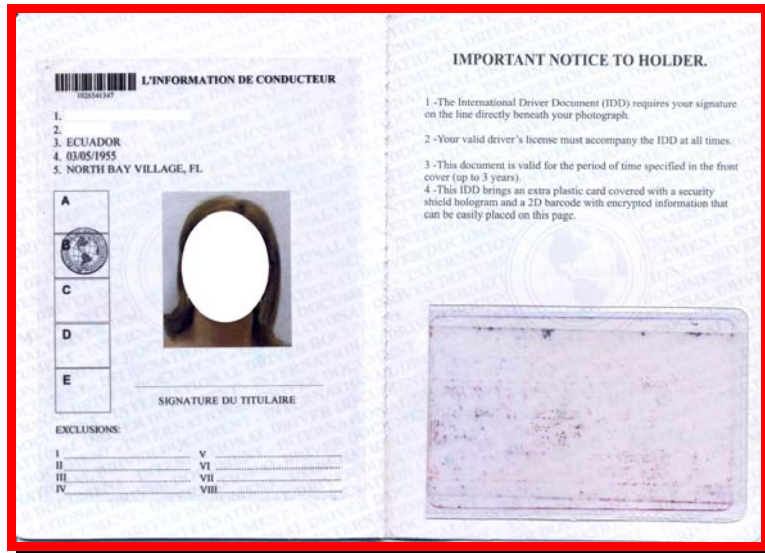 L'INFORMATION DE CONDUCTEUR
1026541347
1.
2.
3. ECUADOR
4. 03/05/1955
5. NORTH BAY VILLAGE, FL
A
B
C
D
E
SIGNATURE DU TITULAIRE
EXCLUSIONS:
I V
II VI
III VII
IV VIII
IMPORTANT NOTICE TO HOLDER.
1 -The International Driver Document (IDD) requires your signature
on the line directly beneath your photograph.
2 -Your valid driver's license must accompany the IDD at all times.
3 -This document is valid for the period of time specified in the front
cover (up to 3 years).
4 -This IDD brings an extra plastic card covered with a security
shield hologram and a 2D barcode with encrypted information that
can be easily placed on this page.